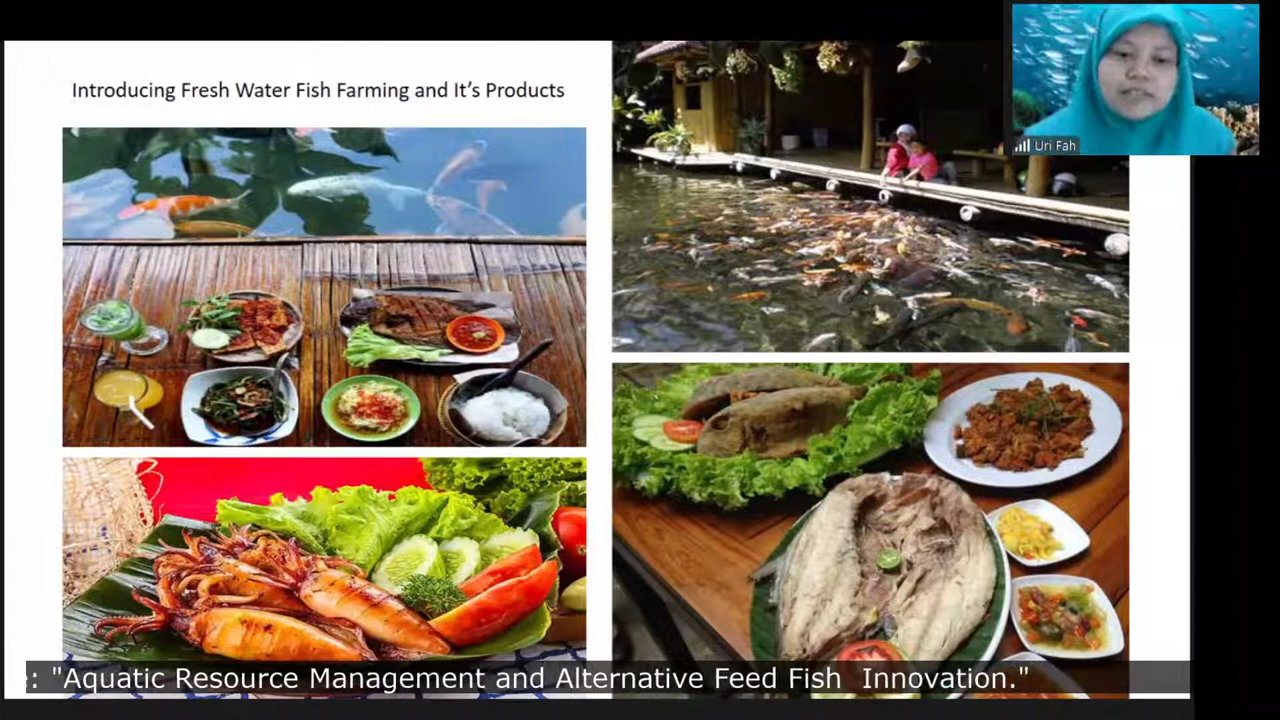 Introducing Fresh Water Fish Farming and It's Products
Uri Fah
: "Aquatic Resource Management and Alternative Feed Fish Innovation."